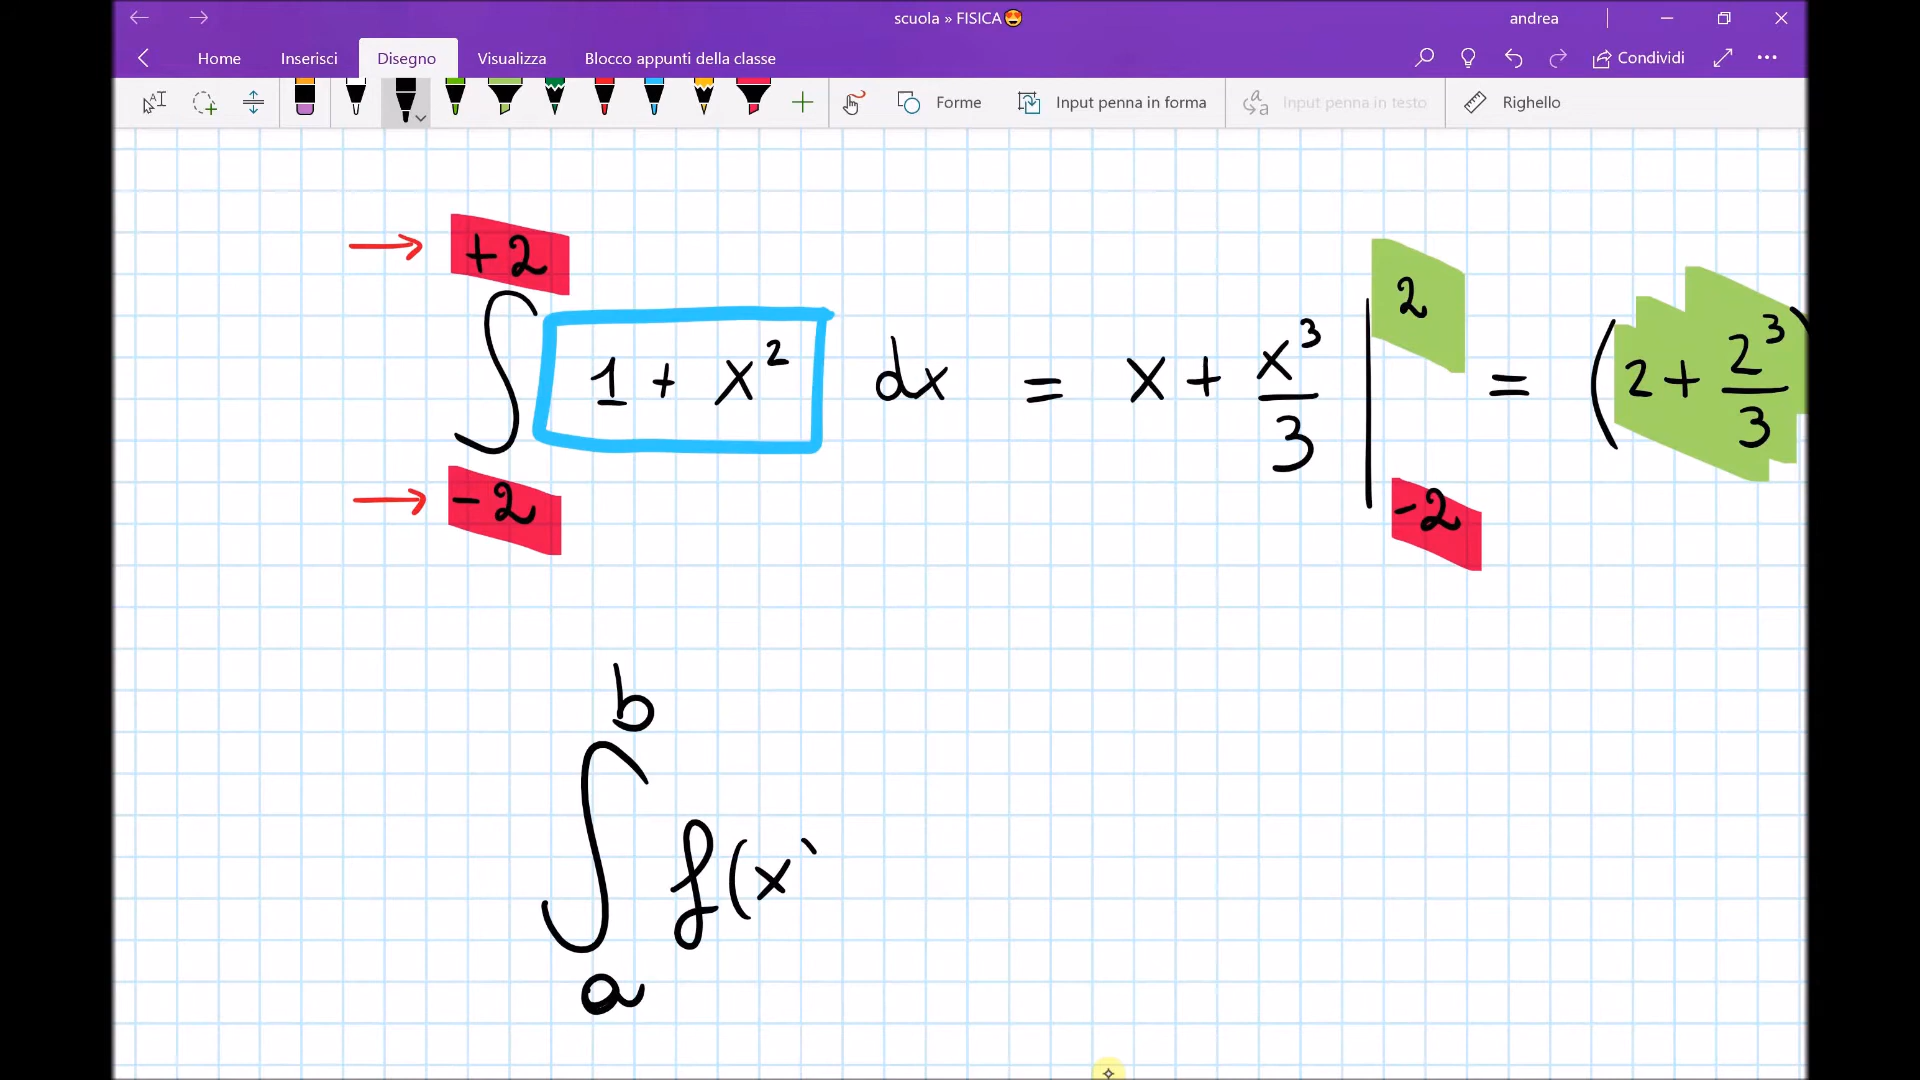 scuola » FISICA😍 andrea
Home Inserisci Disegno Visualizza Blocco appunti della classe Condividi
Forme Input penna in forma Input penna in testo Righello
∫_{-2}^{+2} 1 + x² dx = x + x³/3 |_{-2}^{2} = (2 + 2³/3)
∫_{a}^{b} f(x)